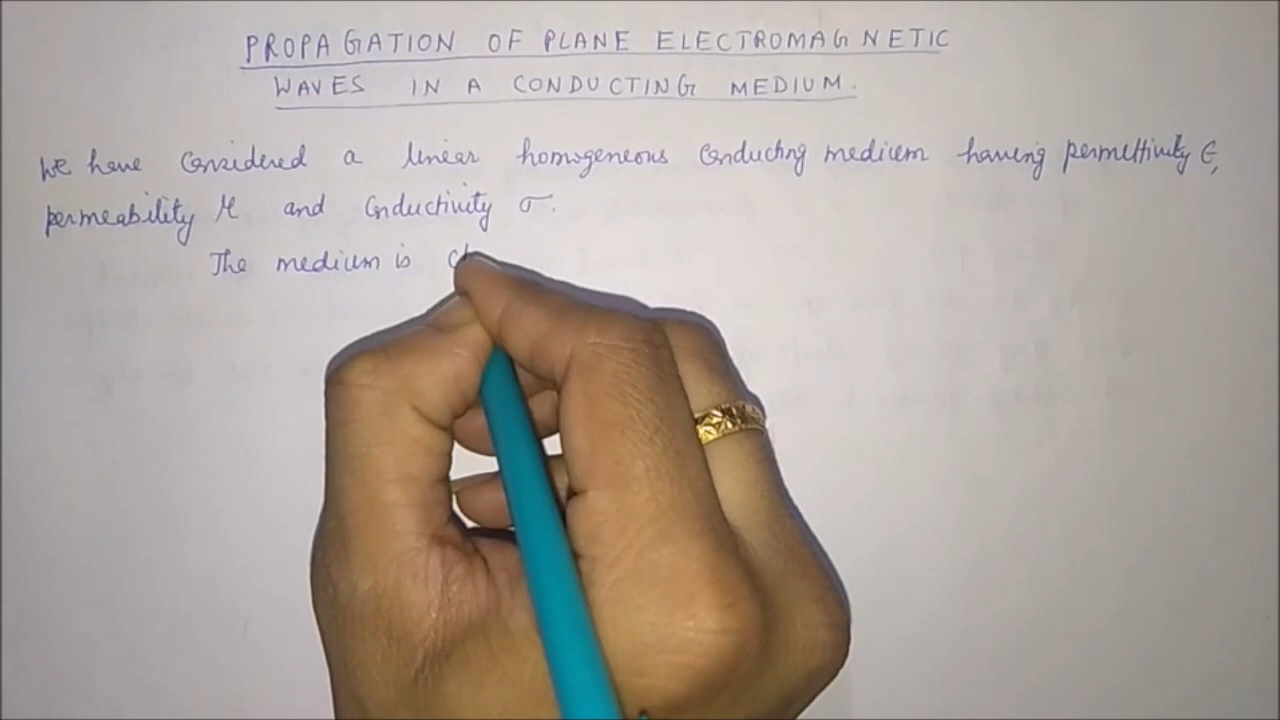 PROPAGATION OF PLANE ELECTROMAGNETIC
WAVES IN A CONDUCTING MEDIUM.
We have considered a linear homogeneous conducting medium having permittivity ε,
permeability μ and conductivity σ.
The medium is